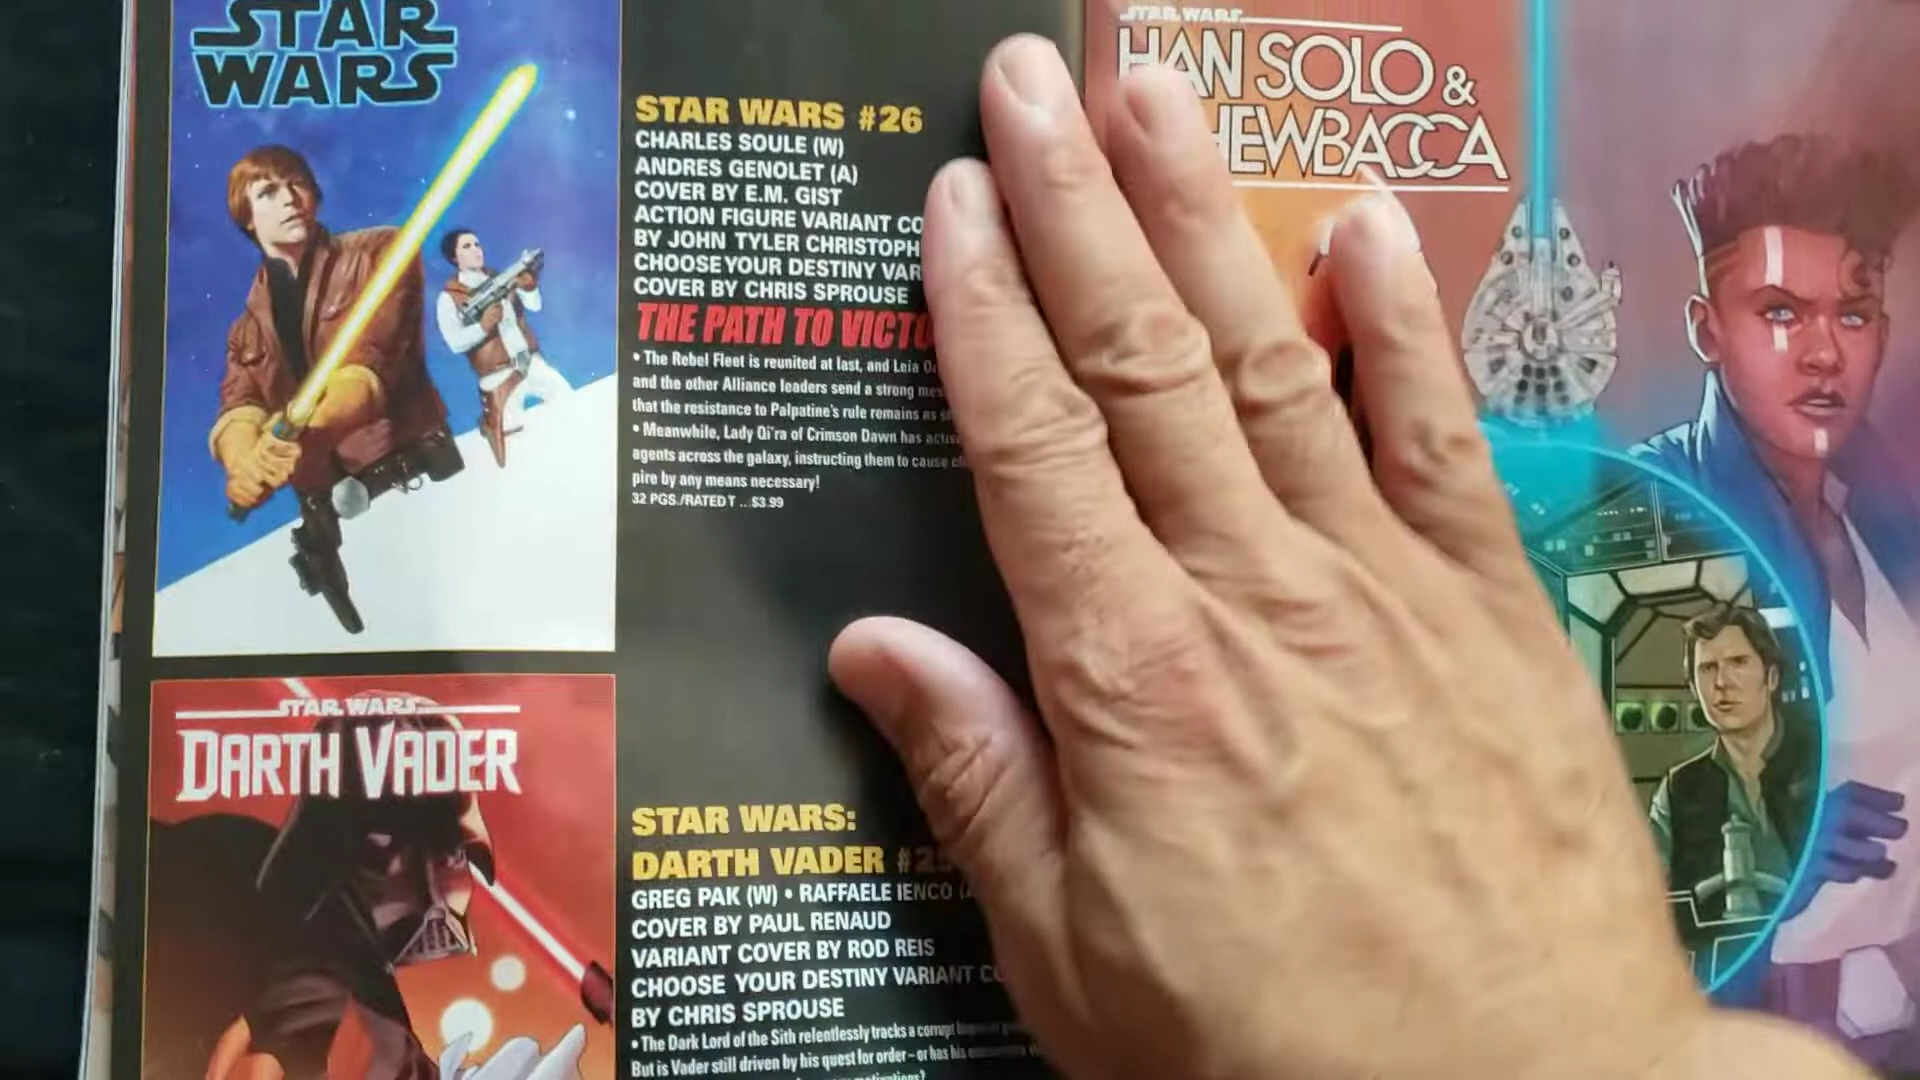 STAR
WARS
STAR WARS #26
CHARLES SOULE (W)
ANDRES GENOLET (A)
COVER BY E.M. GIST
ACTION FIGURE VARIANT CO
BY JOHN TYLER CHRISTOPH
CHOOSE YOUR DESTINY VAR
COVER BY CHRIS SPROUSE
THE PATH TO VICTO
• The Rebel Fleet is reunited at last, and Leia
and the other Alliance leaders send a strong
that the resistance to Palpatine's rule remains as
• Meanwhile, Lady Qi'ra of Crimson Dawn has
agents across the galaxy, instructing them to cause
pire by any means necessary!
32 PGS./RATED T ...$3.99
STAR WARS
DARTH VADER
STAR WARS:
DARTH VADER #25
GREG PAK (W) • RAFFAELE IENCO
COVER BY PAUL RENAUD
VARIANT COVER BY ROD REIS
CHOOSE YOUR DESTINY VARIANT CO
BY CHRIS SPROUSE
• The Dark Lord of the Sith relentlessly tracks a corrupt
But is Vader still driven by his quest for order – or has his
STAR WARS
HAN SOLO &
HEWBACCA